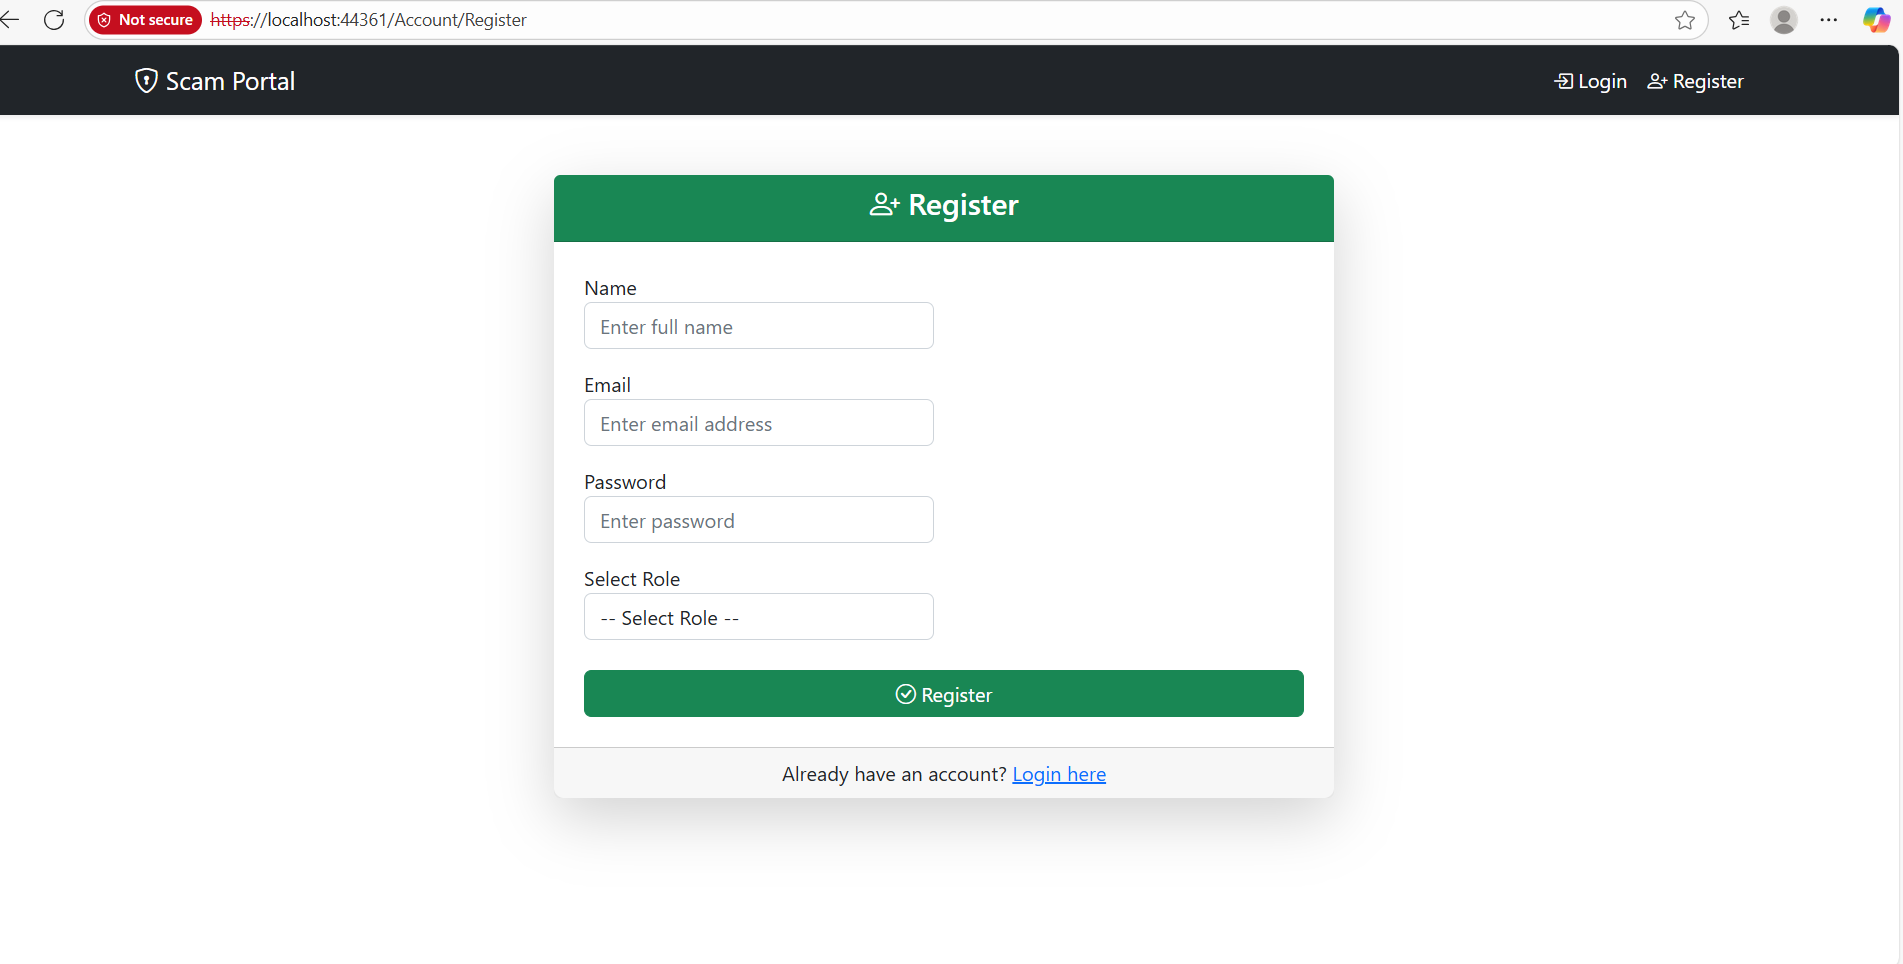 Not secure https://localhost:44361/Account/Register
Scam Portal
Login Register
Register
Name
Enter full name
Email
Enter email address
Password
Enter password
Select Role
-- Select Role --
Register
Already have an account? Login here